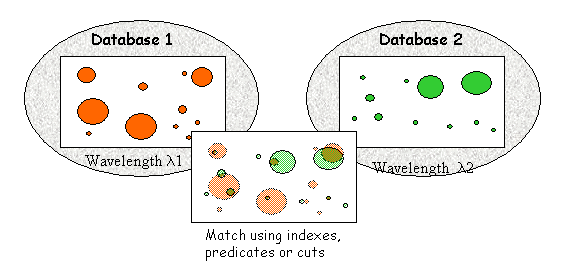 Database 1
Database 2
Wavelength λ1
Wavelength λ2
Match using indexes,
predicates or cuts